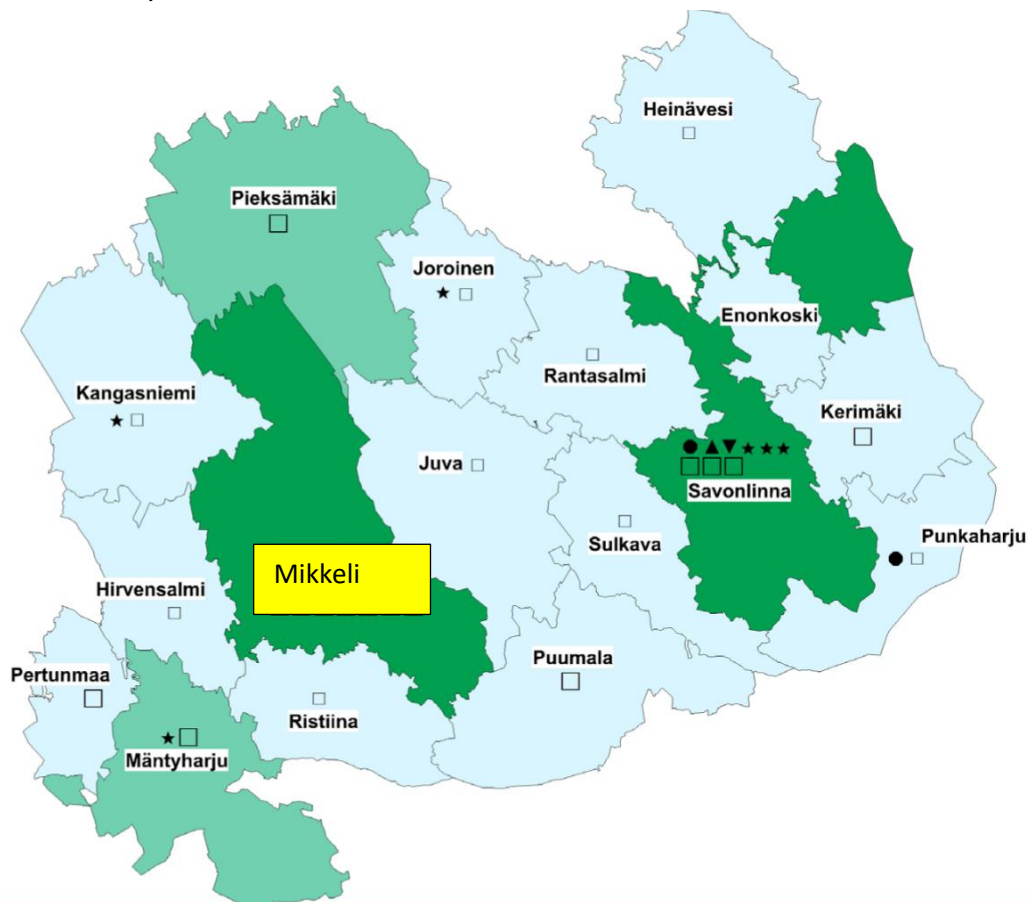 Heinävesi
Pieksämäki
Joroinen
Enonkoski
Rantasalmi
Kangasniemi
Kerimäki
Juva
Savonlinna
Punkaharju
Sulkava
Mikkeli
Hirvensalmi
Puumala
Pertunmaa
Ristiina
Mäntyharju